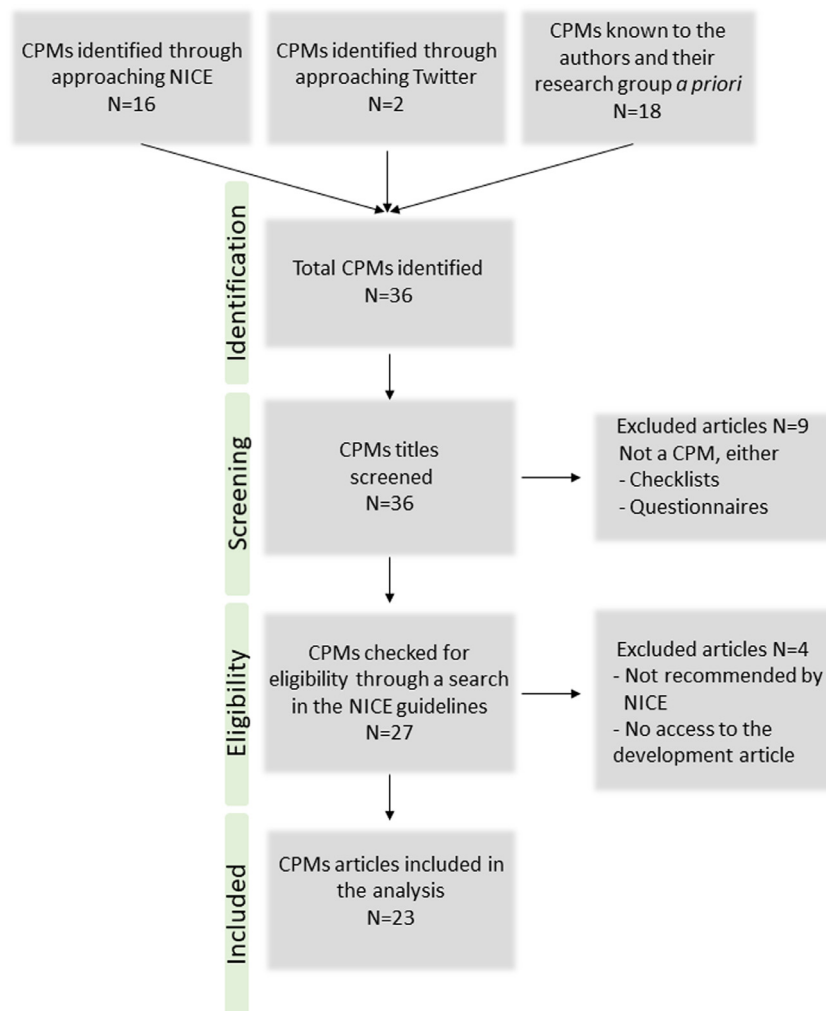 CPMs identified through
approaching NICE
N=16
CPMs identified through
approaching Twitter
N=2
CPMs known to the
authors and their
research group a priori
N=18
Identification
Total CPMs identified
N=36
Screening
CPMs titles
screened
N=36
Excluded articles N=9
Not a CPM, either
- Checklists
- Questionnaires
Eligibility
CPMs checked for
eligibility through a search
in the NICE guidelines
N=27
Excluded articles N=4
- Not recommended by
NICE
- No access to the
development article
Included
CPMs articles included in
the analysis
N=23